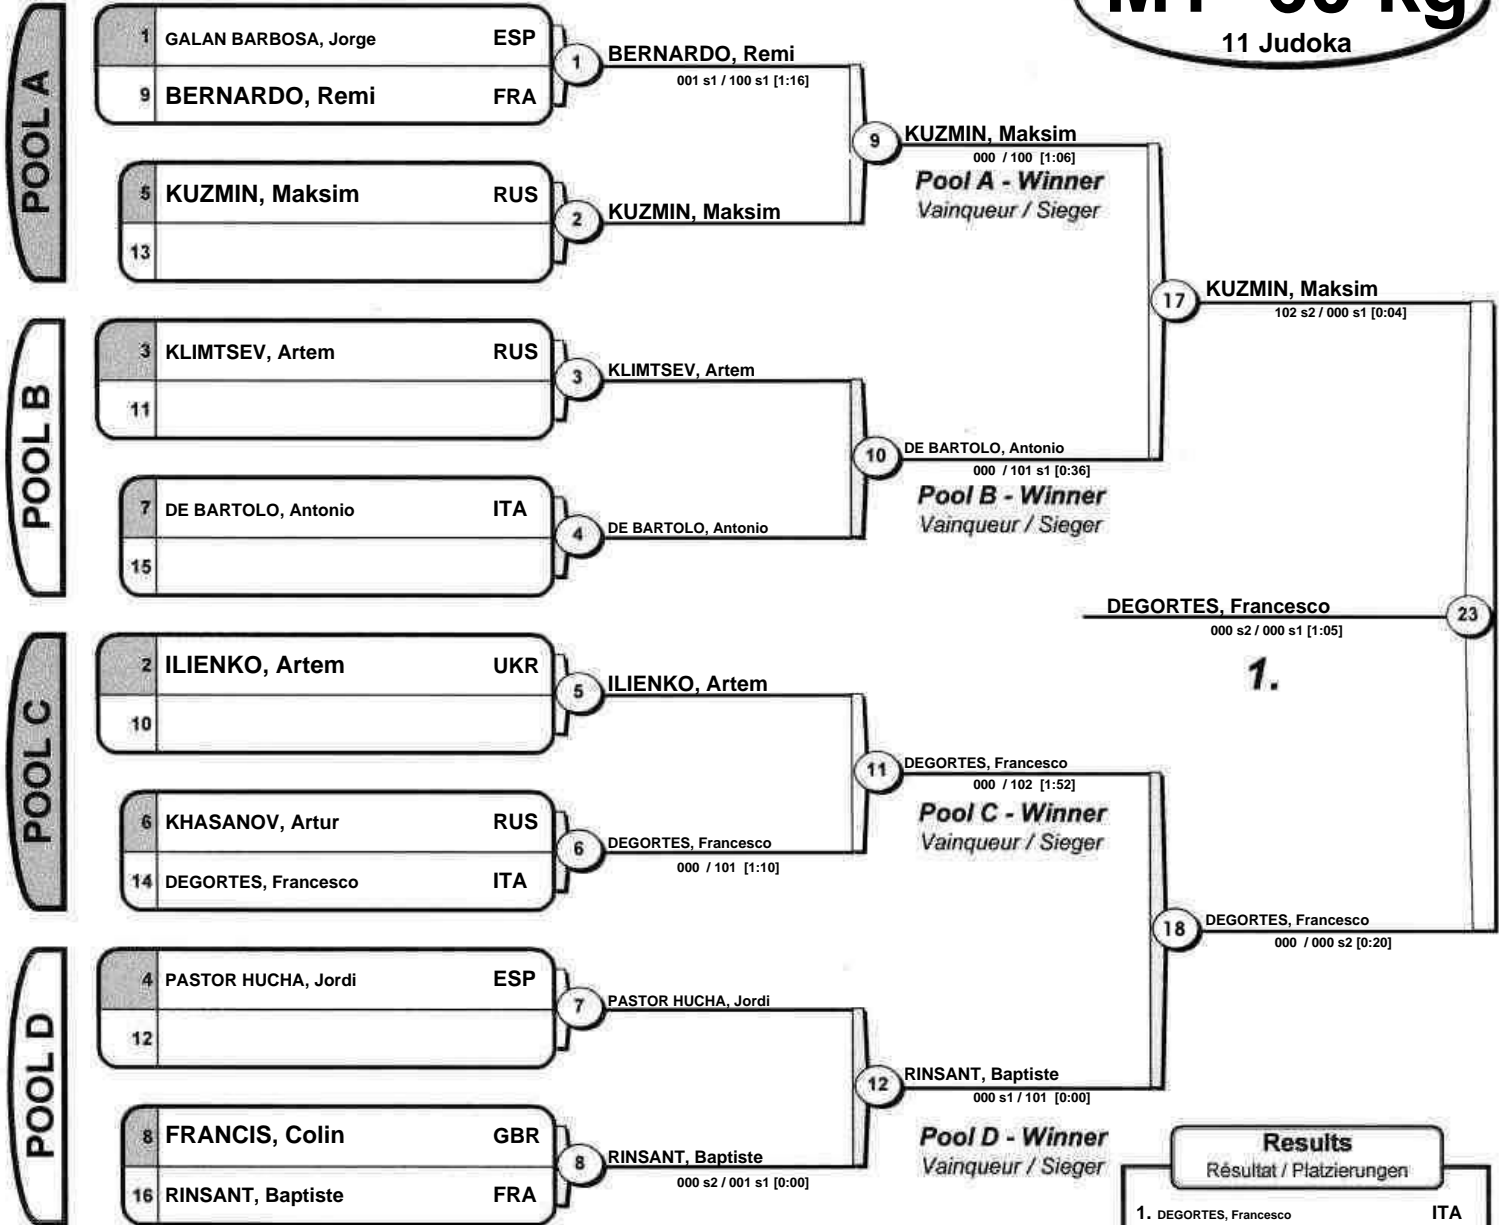 M1 -60 kg
11 Judoka
POOL A
1 GALAN BARBOSA, Jorge ESP
9 BERNARDO, Remi FRA
1
BERNARDO, Remi
001 s1 / 100 s1 [1:16]
5 KUZMIN, Maksim RUS
13
2
KUZMIN, Maksim
9
KUZMIN, Maksim
000 / 100 [1:06]
Pool A - Winner
Vainqueur / Sieger
POOL B
3 KLIMTSEV, Artem RUS
11
3
KLIMTSEV, Artem
7 DE BARTOLO, Antonio ITA
15
4
DE BARTOLO, Antonio
10
DE BARTOLO, Antonio
000 / 101 s1 [0:36]
Pool B - Winner
Vainqueur / Sieger
17
KUZMIN, Maksim
102 s2 / 000 s1 [0:04]
DEGORTES, Francesco
000 s2 / 000 s1 [1:05]
1.
23
POOL C
2 ILIENKO, Artem UKR
10
5
ILIENKO, Artem
6 KHASANOV, Artur RUS
14 DEGORTES, Francesco ITA
6
DEGORTES, Francesco
000 / 101 [1:10]
11
DEGORTES, Francesco
000 / 102 [1:52]
Pool C - Winner
Vainqueur / Sieger
18
DEGORTES, Francesco
000 / 000 s2 [0:20]
POOL D
4 PASTOR HUCHA, Jordi ESP
12
7
PASTOR HUCHA, Jordi
8 FRANCIS, Colin GBR
16 RINSANT, Baptiste FRA
8
RINSANT, Baptiste
000 s2 / 001 s1 [0:00]
12
RINSANT, Baptiste
000 s1 / 101 [0:00]
Pool D - Winner
Vainqueur / Sieger
Results
Résultat / Platzierungen
1. DEGORTES, Francesco ITA